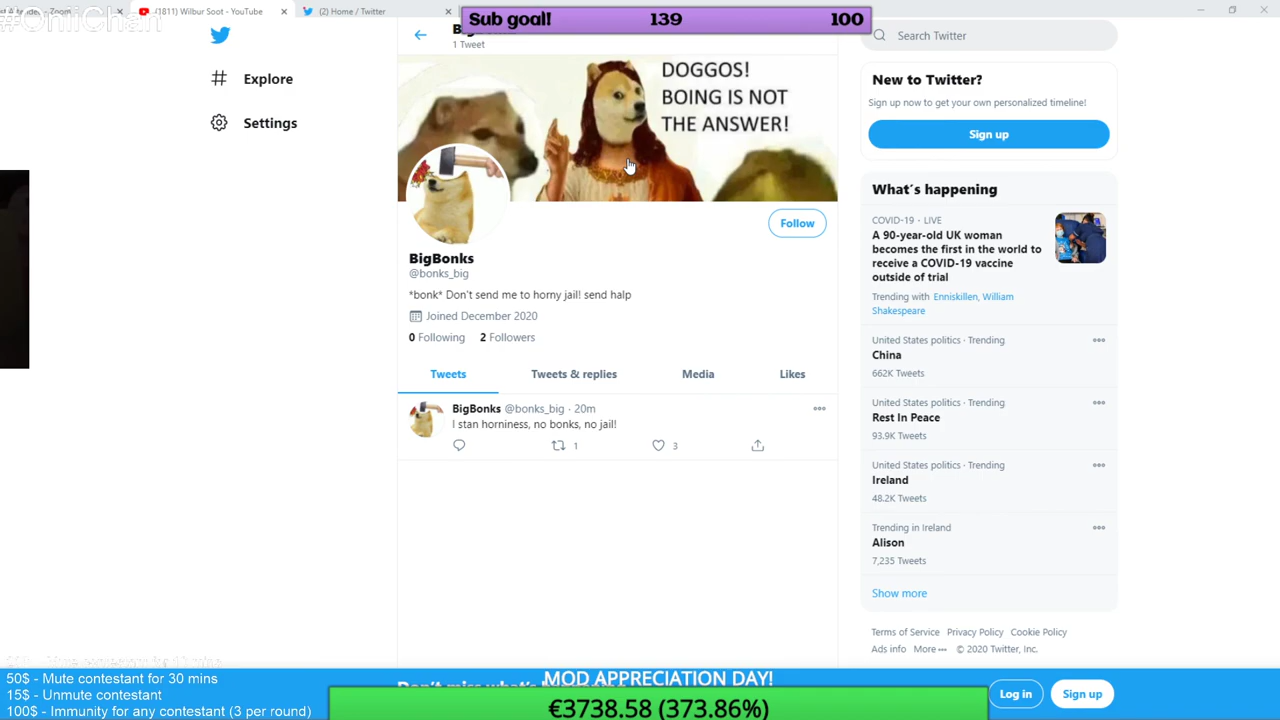 (1811) Wilbur Soot - YouTube
(2) Home / Twitter
#OniiChan
Sub goal! 139 100
1 Tweet
Search Twitter
Explore
Settings
DOGGOS!
BOING IS NOT
THE ANSWER!
Follow
BigBonks
@bonks_big
*bonk* Don't send me to horny jail! send halp
Joined December 2020
0 Following 2 Followers
Tweets Tweets & replies Media Likes
BigBonks @bonks_big · 20m
I stan horniness, no bonks, no jail!
1 3
New to Twitter?
Sign up now to get your own personalized timeline!
Sign up
What's happening
COVID-19 · LIVE
A 90-year-old UK woman
becomes the first in the world to
receive a COVID-19 vaccine
outside of trial
Trending with Enniskillen, William
Shakespeare
United States politics · Trending
China
662K Tweets
United States politics · Trending
Rest In Peace
93.9K Tweets
United States politics · Trending
Ireland
48.2K Tweets
Trending in Ireland
Alison
7,235 Tweets
Show more
Terms of Service Privacy Policy Cookie Policy
Ads info More © 2020 Twitter, Inc.
50$ - Mute contestant for 30 mins
15$ - Unmute contestant
100$ - Immunity for any contestant (3 per round)
MOD APPRECIATION DAY!
€3738.58 (373.86%)
Log in
Sign up